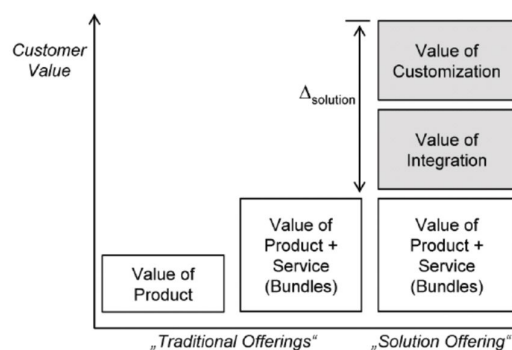 Customer
Value
Δsolution
Value of
Customization
Value of
Integration
Value of
Product
Value of
Product +
Service
(Bundles)
Value of
Product +
Service
(Bundles)
„Traditional Offerings“
„Solution Offering“